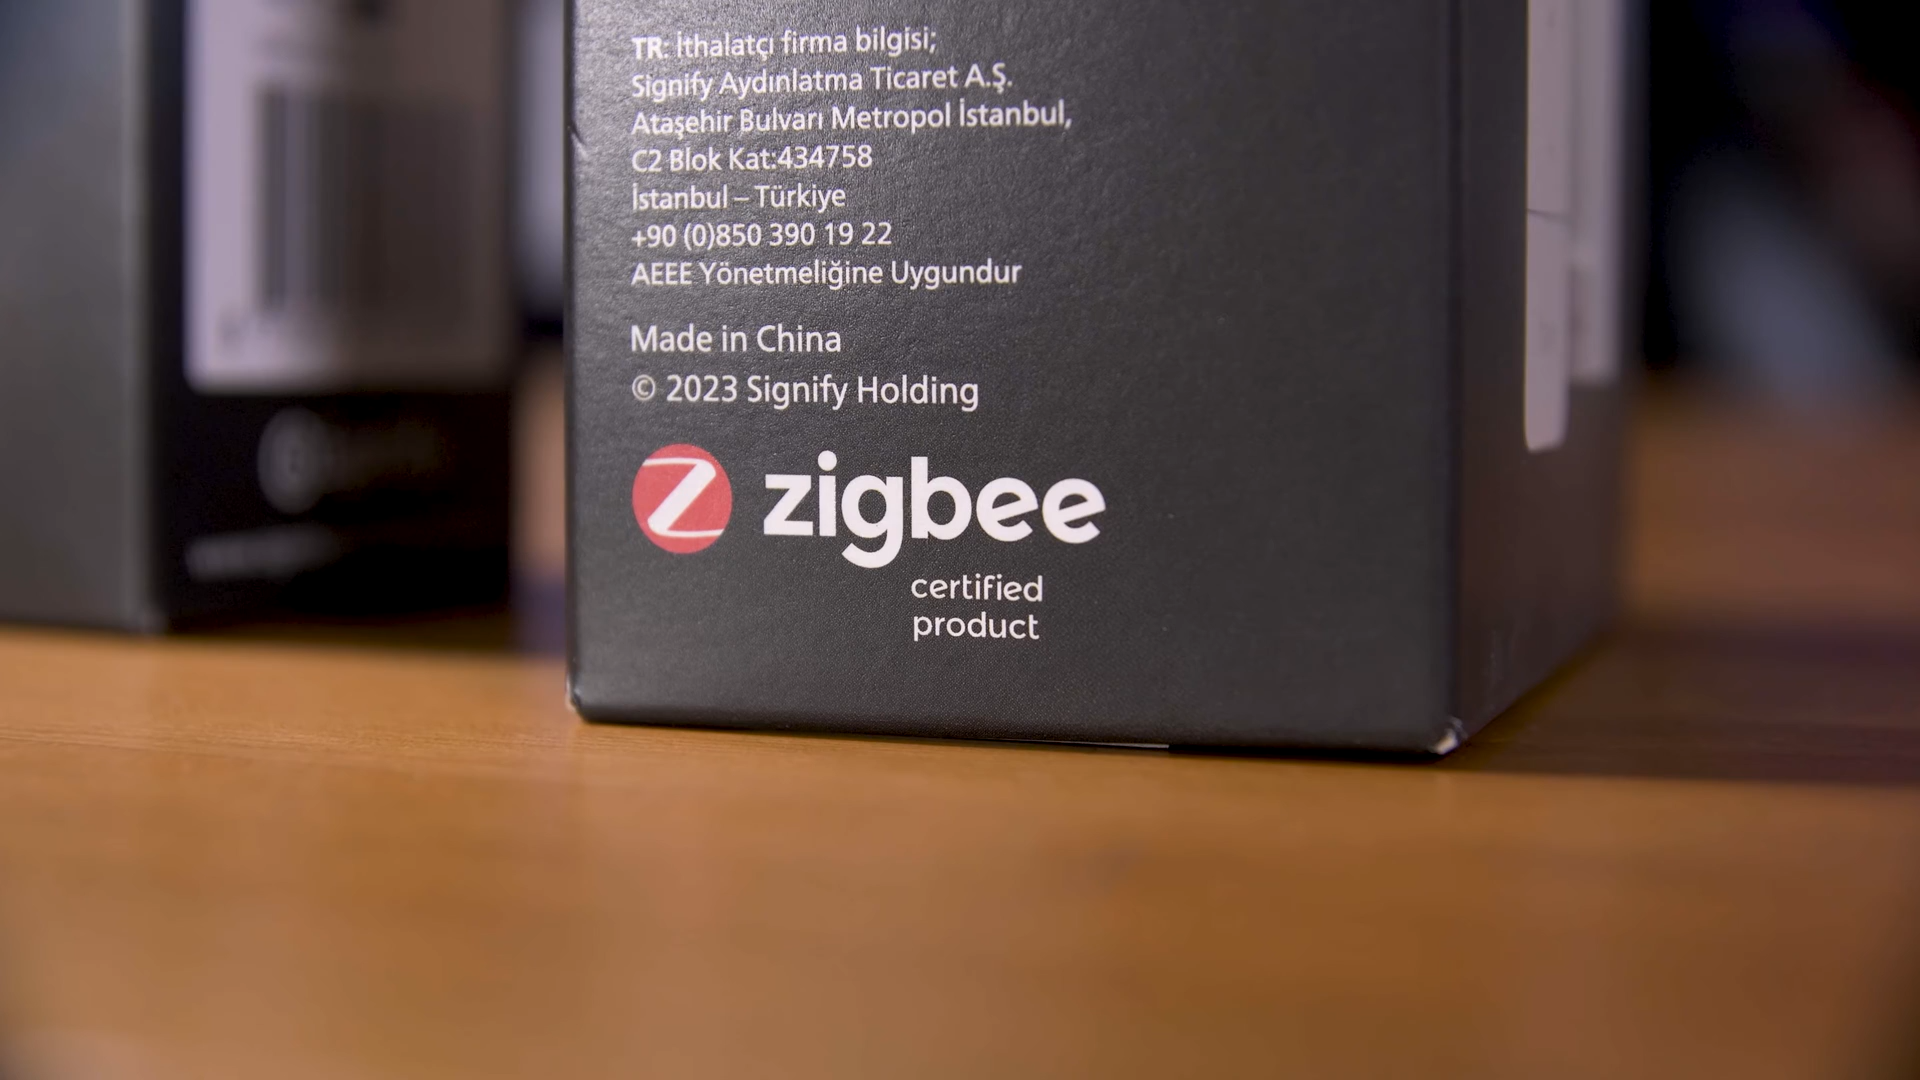 TR: İthalatçı firma bilgisi;
Signify Aydınlatma Ticaret A.Ş.
Ataşehir Bulvarı Metropol İstanbul,
C2 Blok Kat:434758
İstanbul – Türkiye
+90 (0)850 390 19 22
AEEE Yönetmeliğine Uygundur
Made in China
© 2023 Signify Holding
zigbee
certified
product